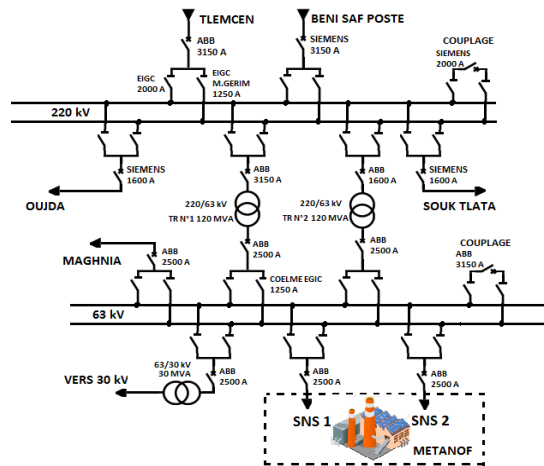 TLEMCEN
BENI SAF POSTE
ABB
3150 A
SIEMENS
3150 A
COUPLAGE
SIEMENS
2000 A
EIGC
2000 A
EIGC
M.GERIM
1250 A
220 kV
SIEMENS
1600 A
ABB
3150 A
ABB
1600 A
SIEMENS
1600 A
OUJDA
220/63 kV
TR N°1 120 MVA
220/63 kV
TR N°2 120 MVA
SOUK TLATA
MAGHNIA
ABB
2500 A
ABB
2500 A
ABB
2500 A
COUPLAGE
ABB
3150 A
COELME EGIC
1250 A
63 kV
63/30 kV
30 MVA
VERS 30 kV
ABB
2500 A
ABB
2500 A
ABB
2500 A
SNS 1
SNS 2
METANOF